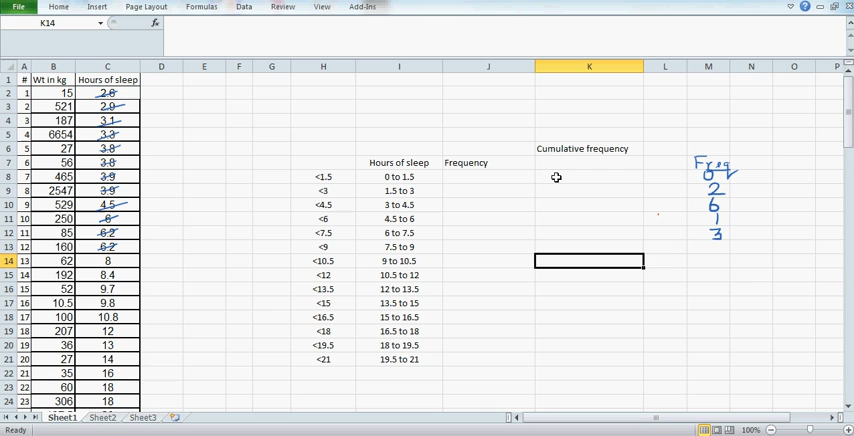 File Home Insert Page Layout Formulas Data Review View Add-Ins
K14 fx
A B C D E F G H I J K L M N O P
1 # Wt in kg Hours of sleep
2 1 15 2.6
3 2 521 2.9
4 3 187 3.1
5 4 6654 3.3
6 5 27 3.8 Cumulative frequency
7 6 56 3.8 Hours of sleep Frequency Freq
8 7 465 3.9 <1.5 0 to 1.5 0
9 8 2547 3.9 <3 1.5 to 3 2
10 9 529 4.5 <4.5 3 to 4.5 6
11 10 250 6 <6 4.5 to 6 1
12 11 85 6.2 <7.5 6 to 7.5 3
13 12 160 6.2 <9 7.5 to 9
14 13 62 8 <10.5 9 to 10.5
15 14 192 8.4 <12 10.5 to 12
16 15 52 9.7 <13.5 12 to 13.5
17 16 10.5 9.8 <15 13.5 to 15
18 17 100 10.8 <16.5 15 to 16.5
19 18 207 12 <18 16.5 to 18
20 19 36 13 <19.5 18 to 19.5
21 20 27 14 <21 19.5 to 21
22 21 35 16
23 22 60 18
24 23 306 18
Sheet1 Sheet2 Sheet3
Ready 100%